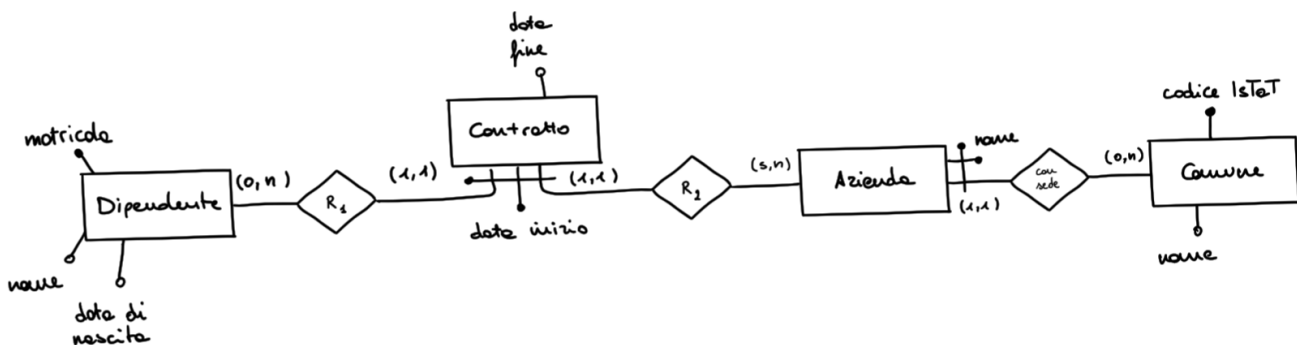 data
fine
codice ISTAT
matricola
Contratto
nome
(0,n)
(1,1)
(1,1)
(5,n)
Azienda
con
sede
(0,n)
Comune
Dipendente
R1
R2
(1,1)
data inizio
nome
nome
data di
nascita